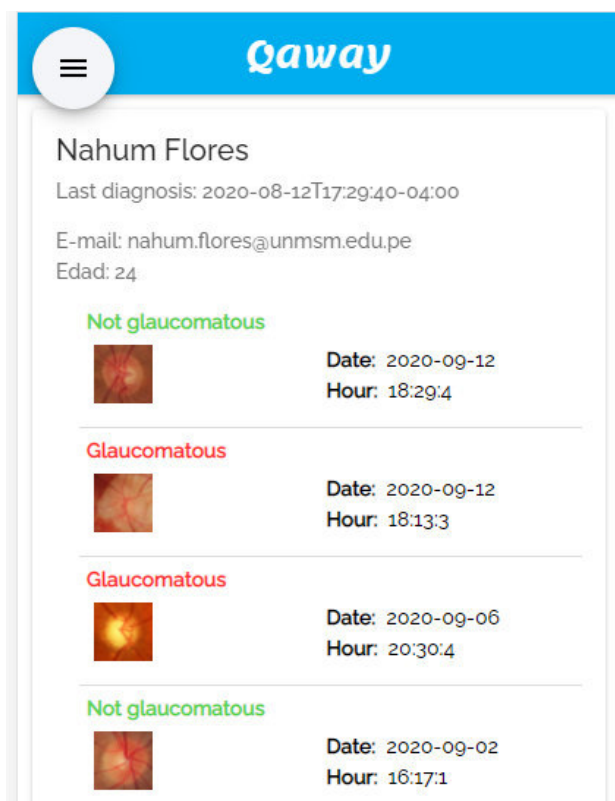 Qaway
Nahum Flores
Last diagnosis: 2020-08-12T17:29:40-04:00
E-mail: nahum.flores@unmsm.edu.pe
Edad: 24
Not glaucomatous
Date: 2020-09-12
Hour: 18:29:4
Glaucomatous
Date: 2020-09-12
Hour: 18:13:3
Glaucomatous
Date: 2020-09-06
Hour: 20:30:4
Not glaucomatous
Date: 2020-09-02
Hour: 16:17:1